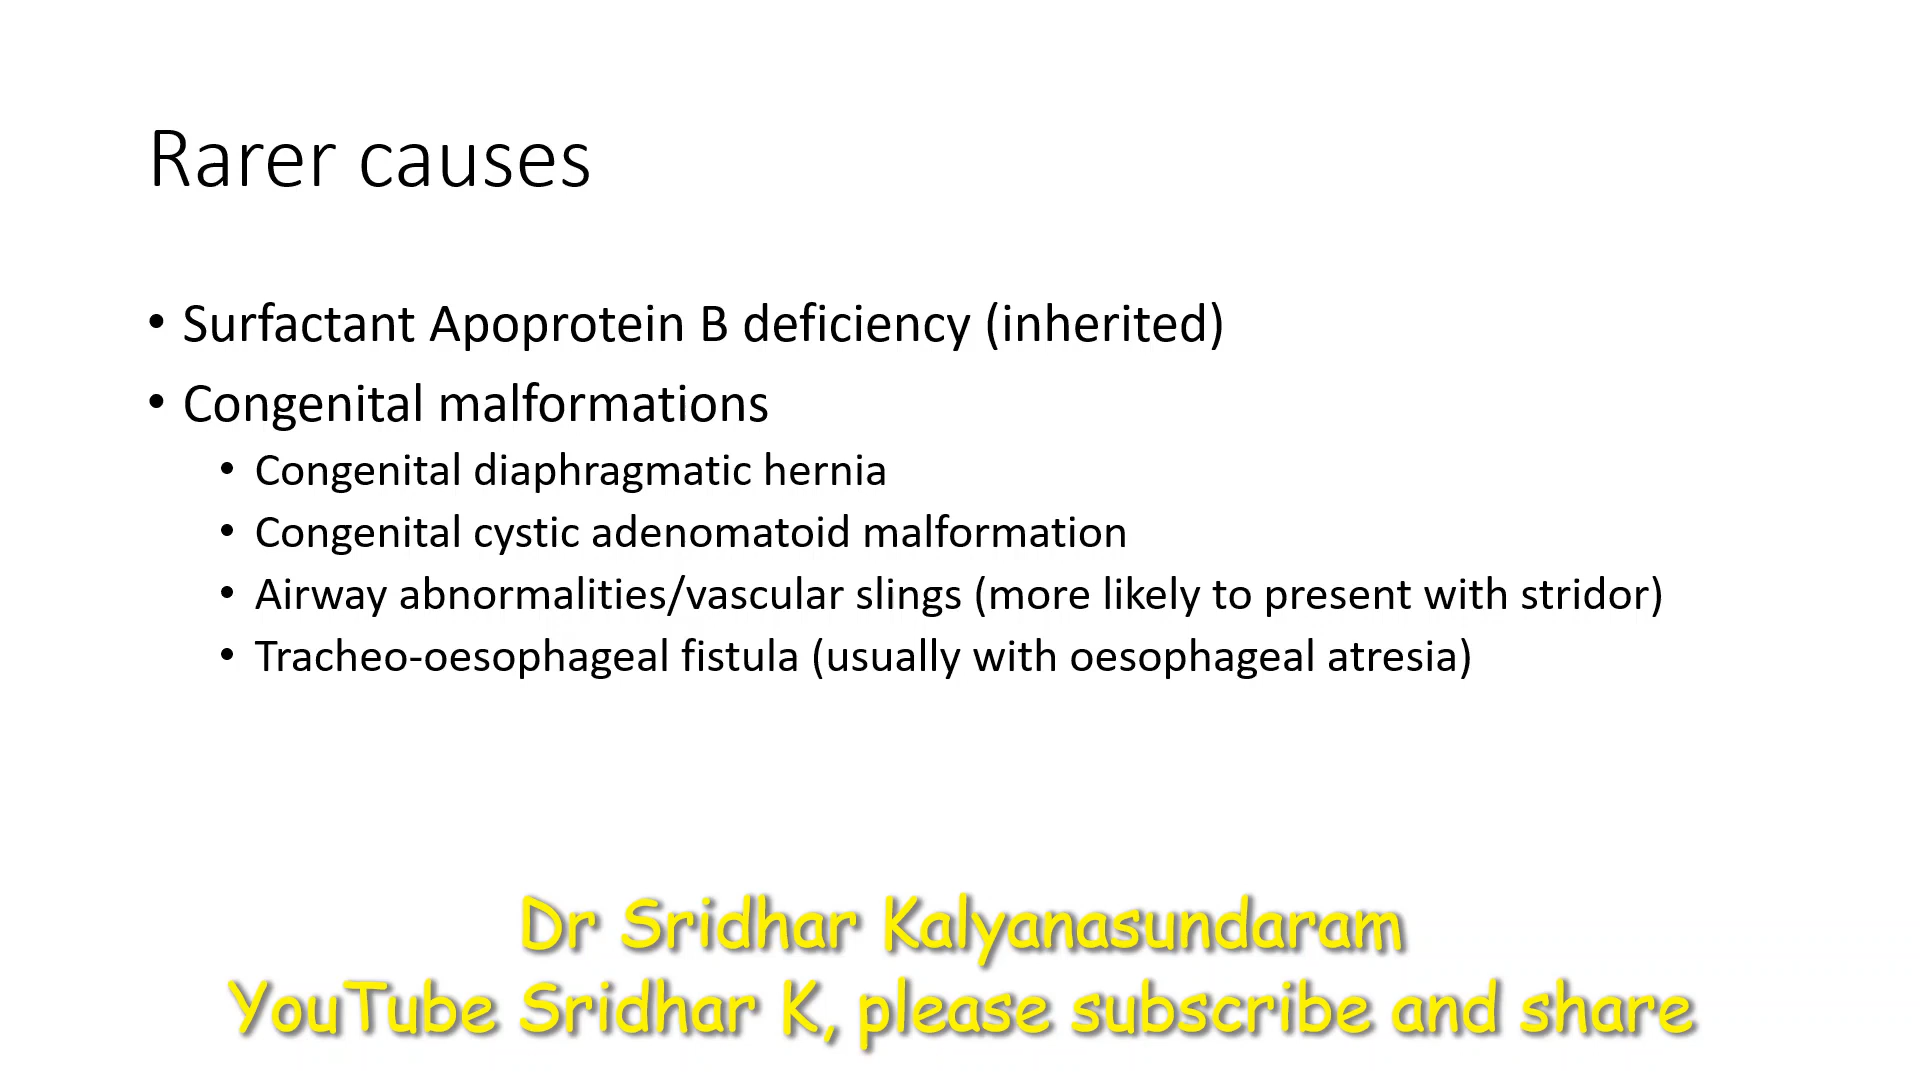 Rarer causes
• Surfactant Apoprotein B deficiency (inherited)
• Congenital malformations
• Congenital diaphragmatic hernia
• Congenital cystic adenomatoid malformation
• Airway abnormalities/vascular slings (more likely to present with stridor)
• Tracheo-oesophageal fistula (usually with oesophageal atresia)
Dr Sridhar Kalyanasundaram
YouTube Sridhar K, please subscribe and share